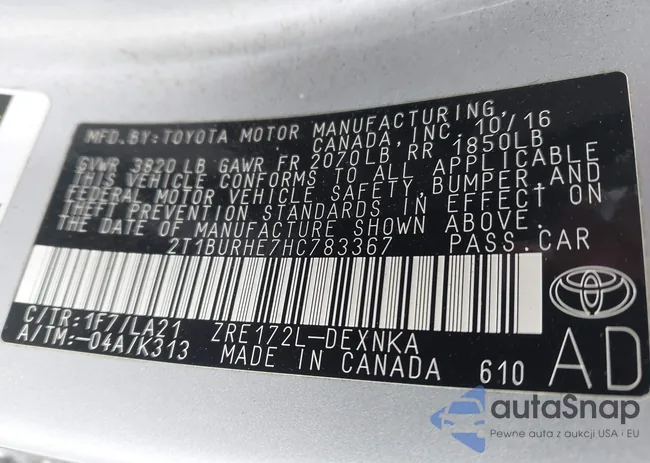 MFD.BY:TOYOTA MOTOR MANUFACTURING,
CANADA, INC. 10/16
GVWR 3820 LB GAWR FR 2070LB, RR 1850LB
THIS VEHICLE CONFORMS TO ALL APPLICABLE
FEDERAL MOTOR VEHICLE SAFETY, BUMPER, AND
THEFT PREVENTION STANDARDS IN EFFECT ON
THE DATE OF MANUFACTURE SHOWN ABOVE.
2T1BURHE7HC783367 PASS.CAR
C/TR:1F7/LA21 ZRE172L-DEXNKA
A/TM:-04A/K313 MADE IN CANADA 610 AD
autaSnap
Pewne auta z aukcji USA i EU